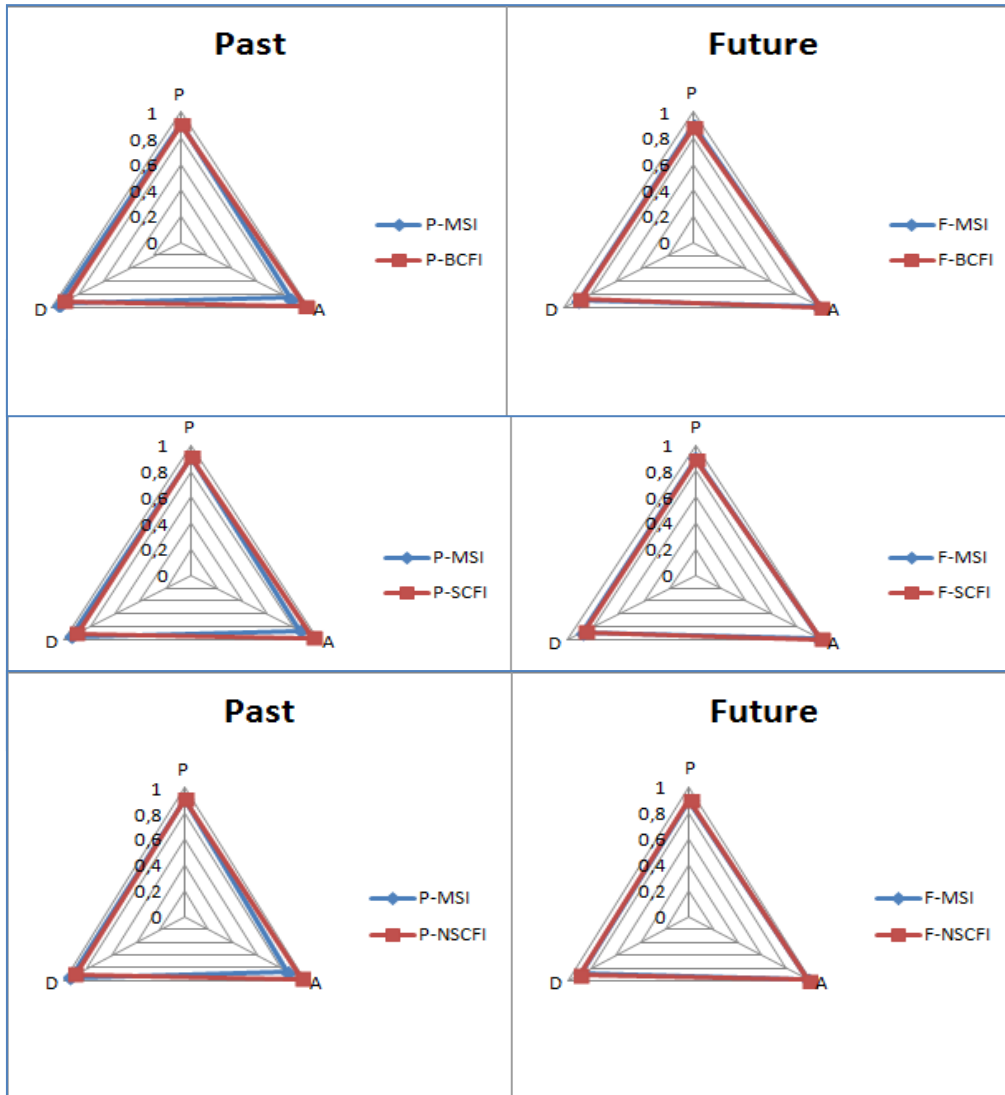 Past
P
1
0,8
0,6
0,4
0,2
0
D
A
P-MSI
P-BCFI
Future
P
1
0,8
0,6
0,4
0,2
0
D
A
F-MSI
F-BCFI
P
1
0,8
0,6
0,4
0,2
0
D
A
P-MSI
P-SCFI
P
1
0,8
0,6
0,4
0,2
0
D
A
F-MSI
F-SCFI
Past
P
1
0,8
0,6
0,4
0,2
0
D
A
P-MSI
P-NSCFI
Future
P
1
0,8
0,6
0,4
0,2
0
D
A
F-MSI
F-NSCFI